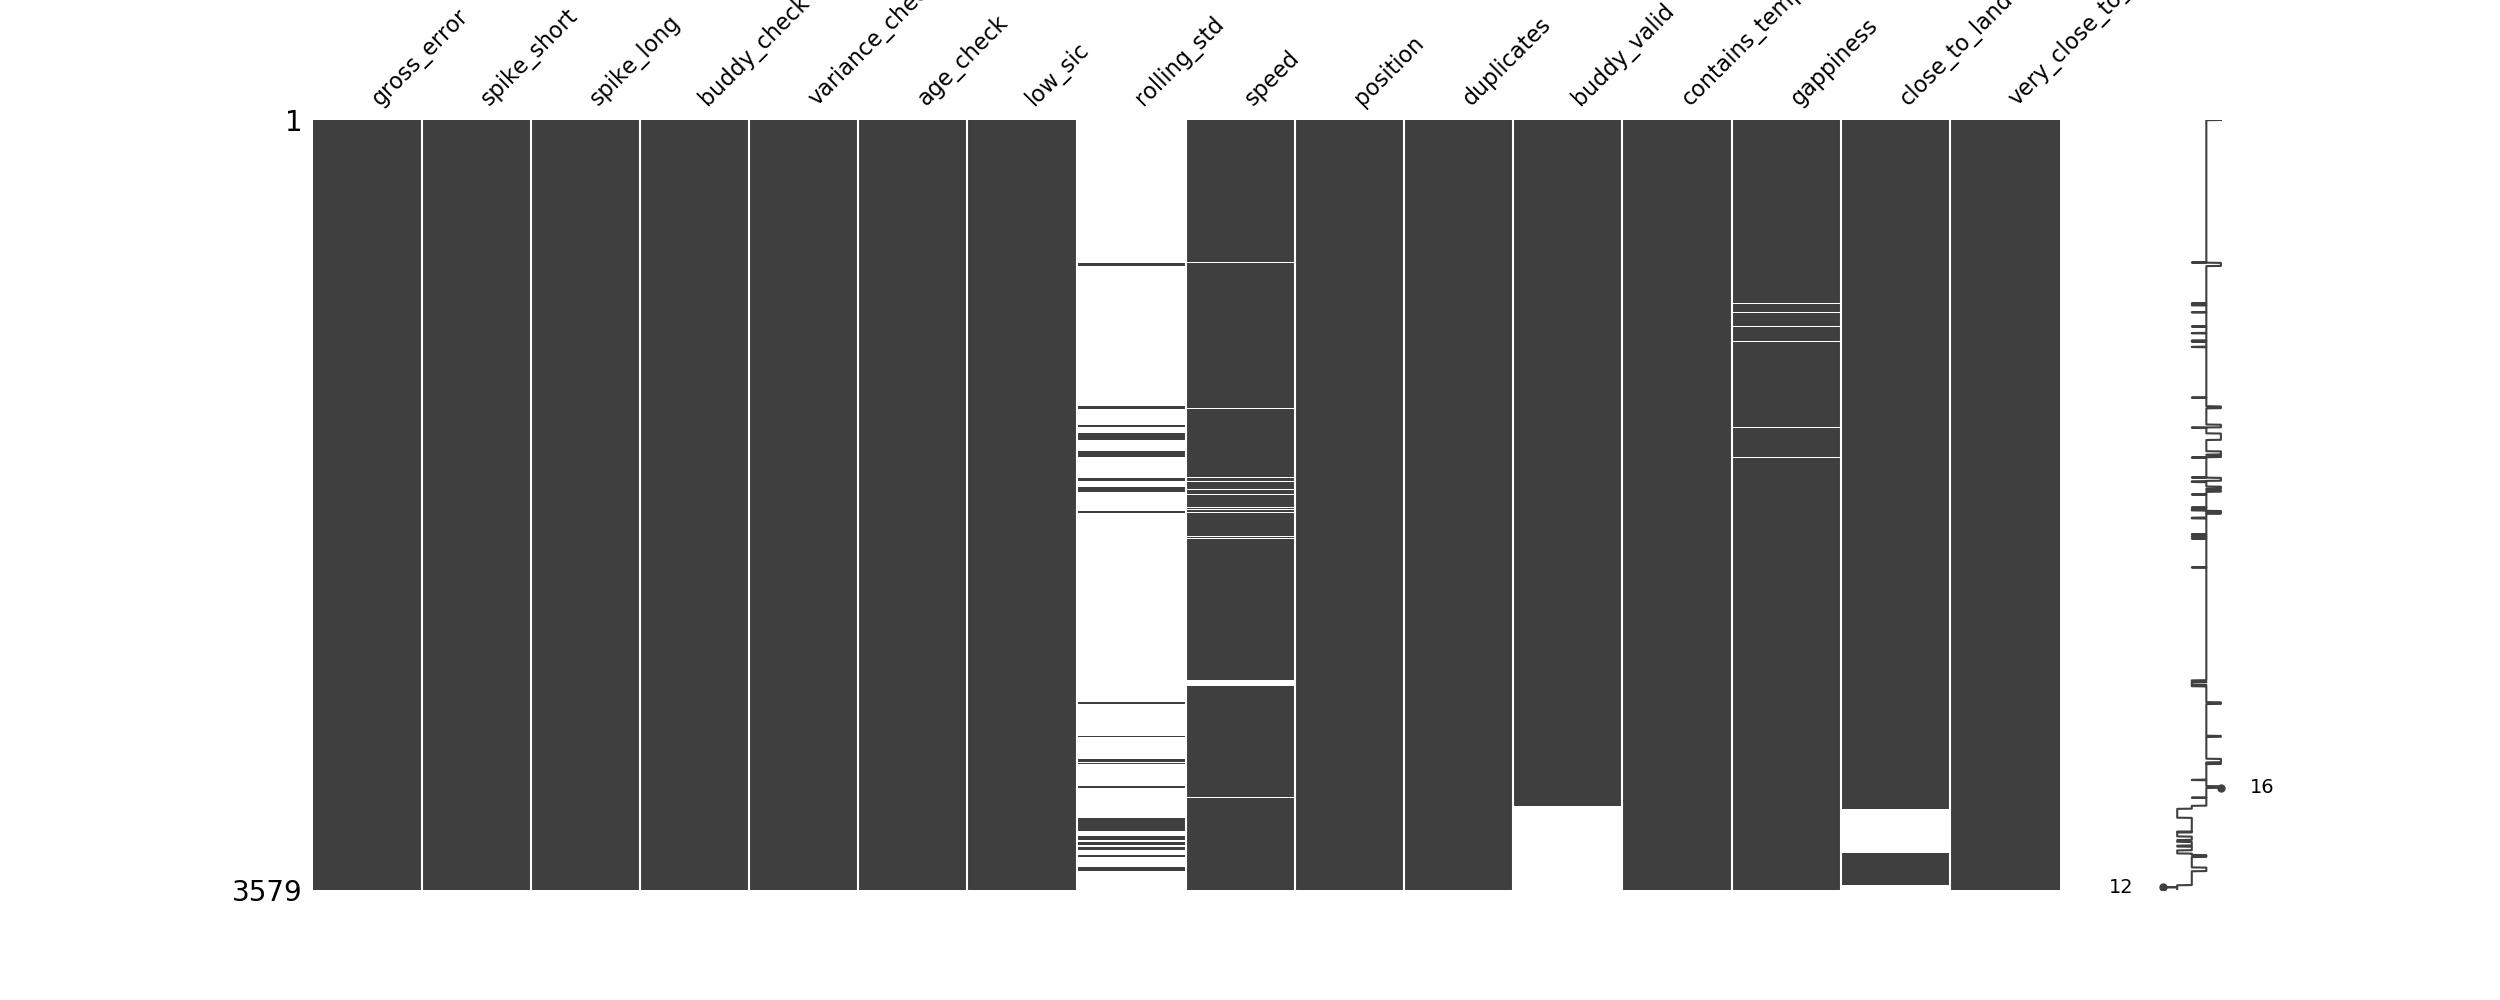 gross_error
spike_short
spike_long
buddy_check
age_check
low_sic
rolling_std
speed
position
duplicates
buddy_valid
gappiness
close_to_land
1
3579
16
12